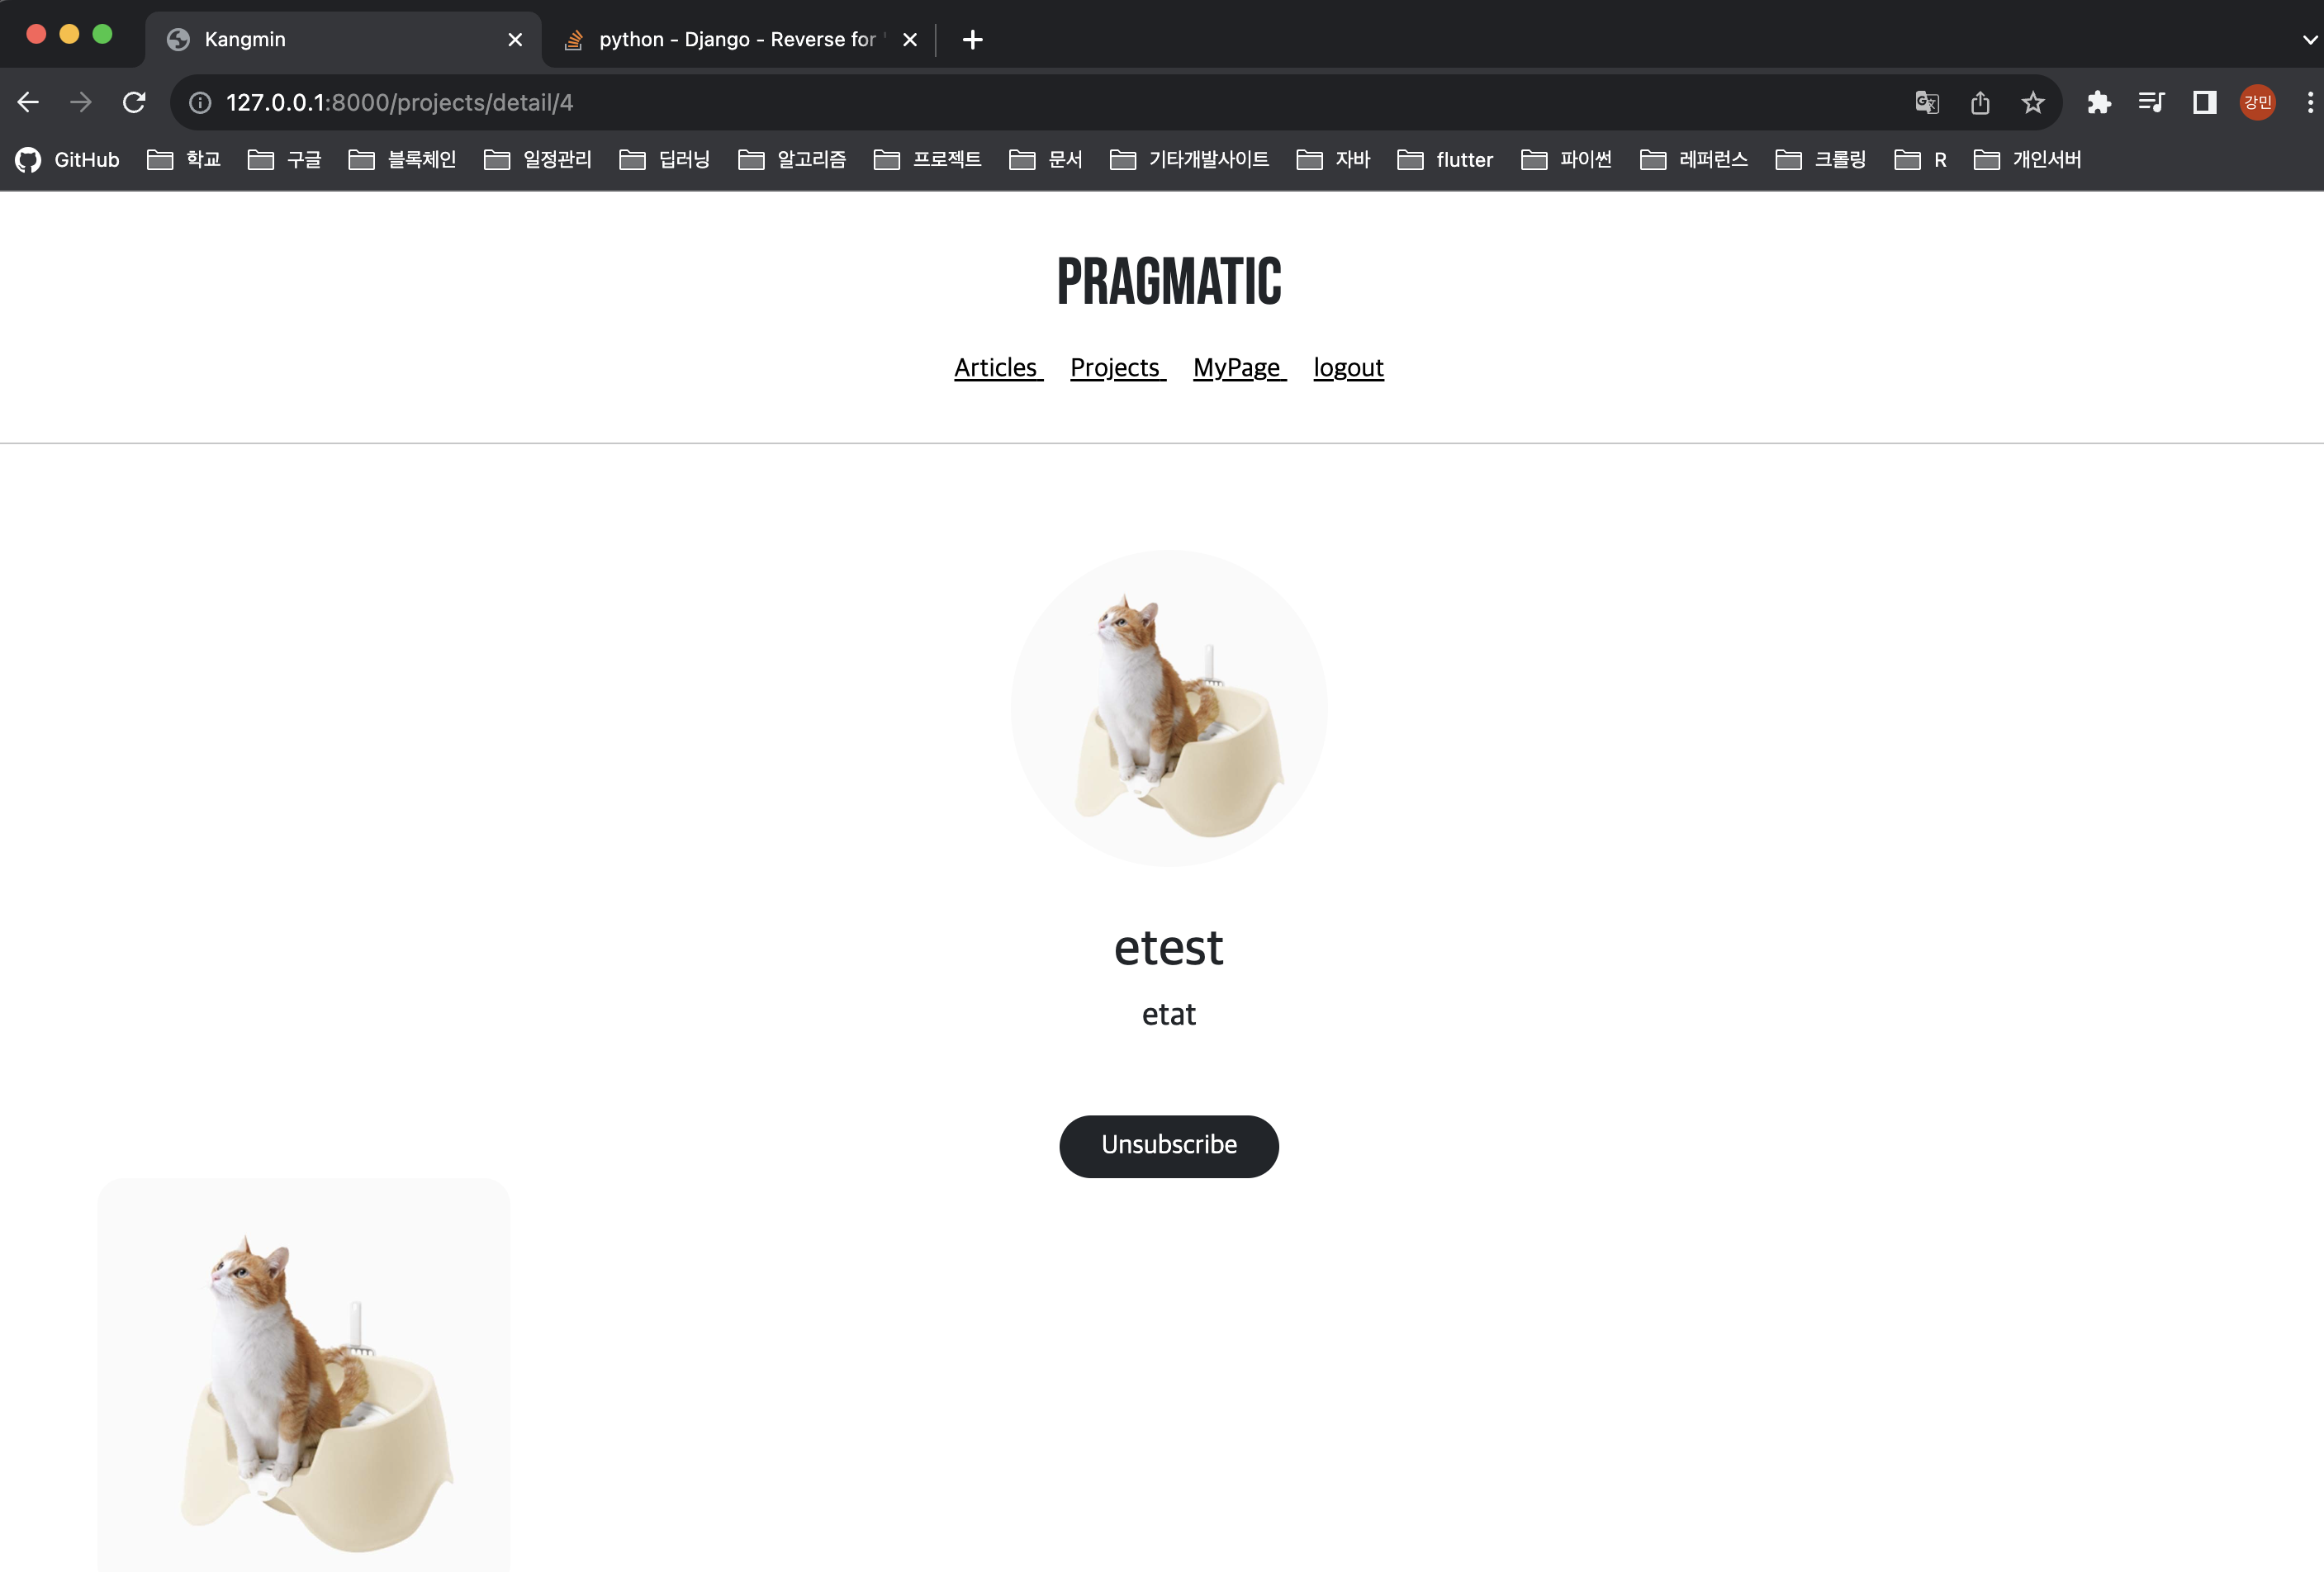 Kangmin
python - Django - Reverse for '
127.0.0.1:8000/projects/detail/4
강민
GitHub 학교 구글 블록체인 일정관리 딥러닝 알고리즘 프로젝트 문서 기타개발사이트 자바 flutter 파이썬 레퍼런스 크롤링 R 개인서버
PRAGMATIC
Articles Projects MyPage logout
etest
etat
Unsubscribe